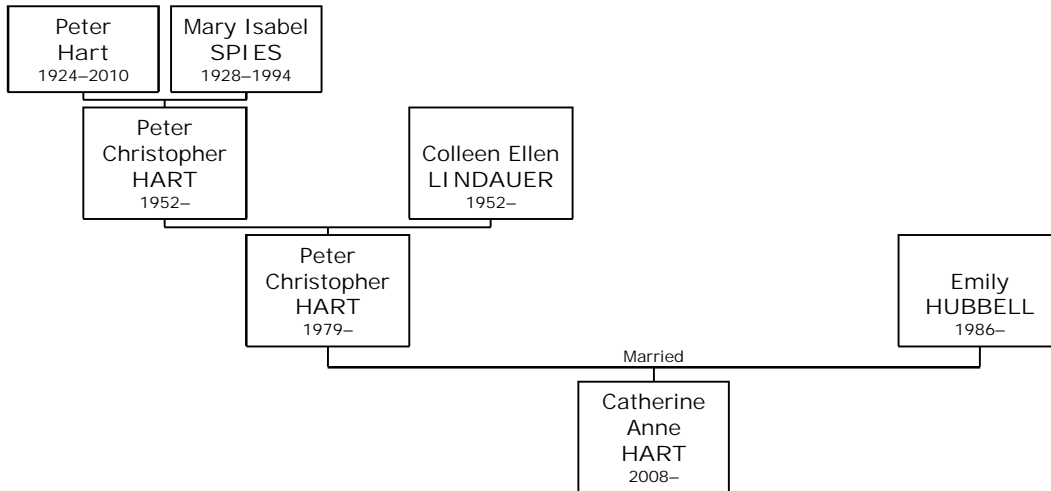 Peter
Hart
1924–2010
Mary Isabel
SPIES
1928–1994
Peter
Christopher
HART
1952–
Colleen Ellen
LINDAUER
1952–
Peter
Christopher
HART
1979–
Emily
HUBBELL
1986–
Married
Catherine
Anne
HART
2008–